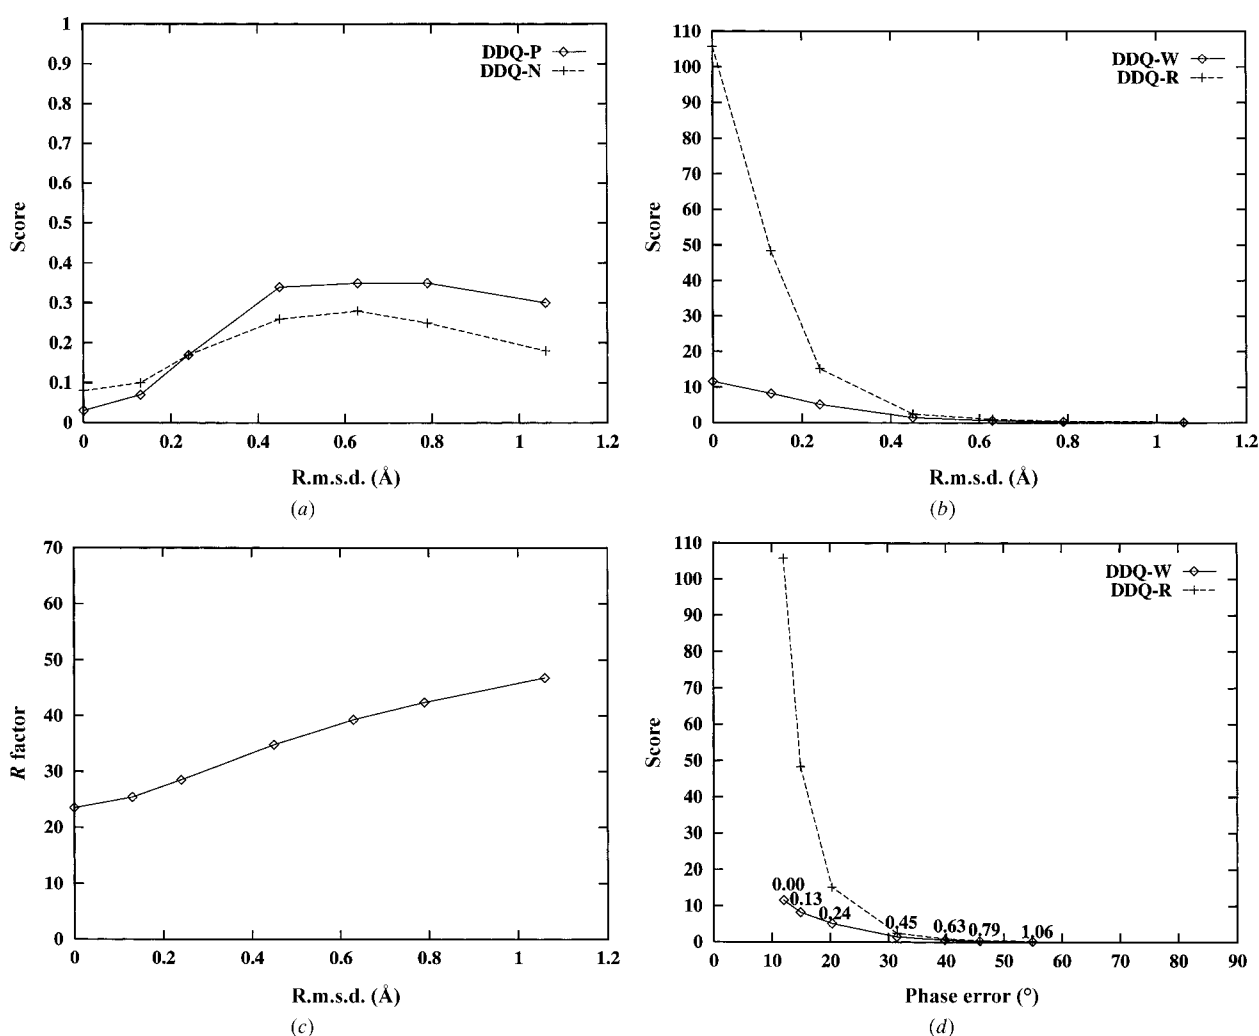 1
0.9
0.8
0.7
0.6
0.5
0.4
0.3
0.2
0.1
0
Score
DDQ-P
DDQ-N
0 0.2 0.4 0.6 0.8 1 1.2
R.m.s.d. (Å)
(a)
110
100
90
80
70
60
50
40
30
20
10
0
Score
DDQ-W
DDQ-R
0 0.2 0.4 0.6 0.8 1 1.2
R.m.s.d. (Å)
(b)
70
60
50
40
30
20
10
0
R factor
0 0.2 0.4 0.6 0.8 1 1.2
R.m.s.d. (Å)
(c)
110
100
90
80
70
60
50
40
30
20
10
0
Score
DDQ-W
DDQ-R
0.00
0.13
0.24
0.45
0.63
0.79
1.06
0 10 20 30 40 50 60 70 80 90
Phase error (°)
(d)